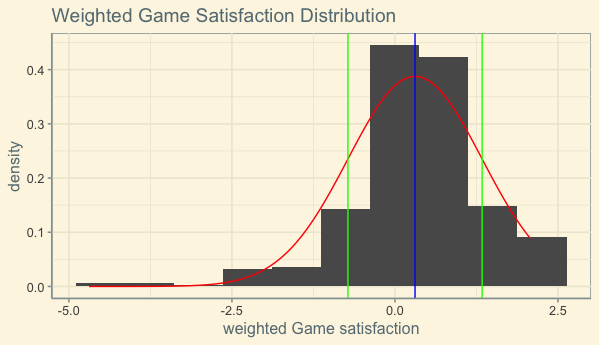 Weighted Game Satisfaction Distribution
density
0.4
0.3
0.2
0.1
0.0
-5.0 -2.5 0.0 2.5
weighted Game satisfaction